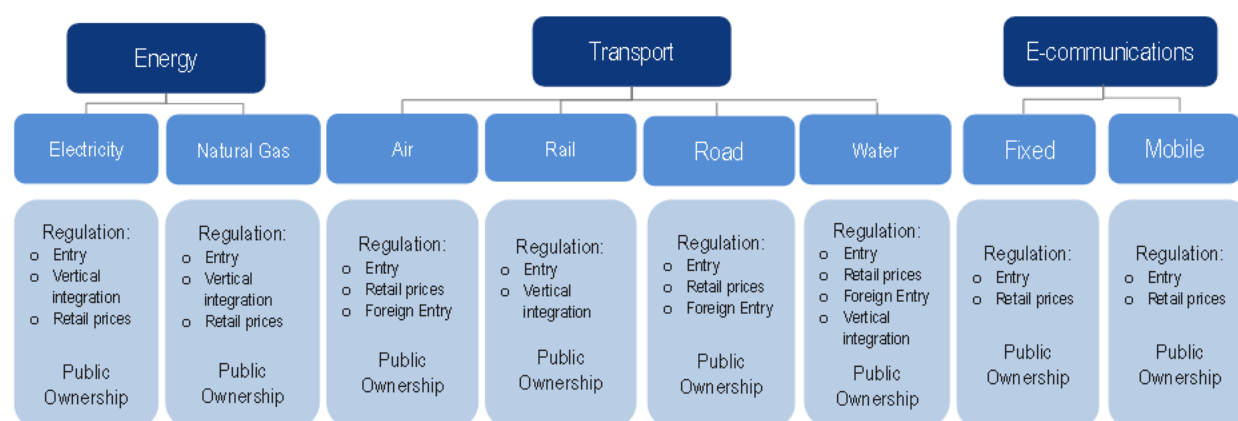 Energy
Transport
E-communications
Electricity
Natural Gas
Air
Rail
Road
Water
Fixed
Mobile
Regulation:
o Entry
o Vertical
integration
o Retail prices
Public
Ownership
Regulation:
o Entry
o Vertical
integration
o Retail prices
Public
Ownership
Regulation:
o Entry
o Retail prices
o Foreign Entry
Public
Ownership
Regulation:
o Entry
o Vertical
integration
Public
Ownership
Regulation:
o Entry
o Retail prices
o Foreign Entry
Public
Ownership
Regulation:
o Entry
o Retail prices
o Foreign Entry
o Vertical
integration
Public
Ownership
Regulation:
o Entry
o Retail prices
Public
Ownership
Regulation:
o Entry
o Retail prices
Public
Ownership